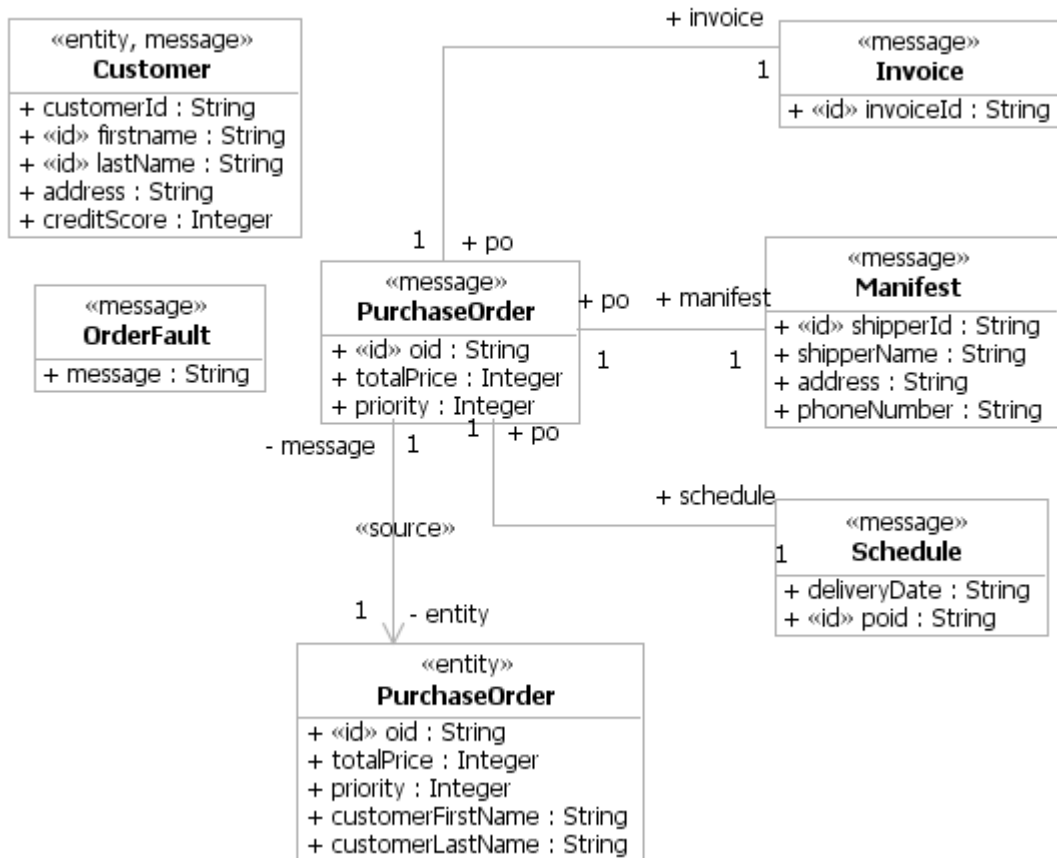 «entity, message»
Customer
+ customerId : String
+ «id» firstname : String
+ «id» lastName : String
+ address : String
+ creditScore : Integer
+ invoice
1
«message»
Invoice
+ «id» invoiceId : String
1
+ po
«message»
OrderFault
+ message : String
«message»
PurchaseOrder
+ «id» oid : String
+ totalPrice : Integer
+ priority : Integer
+ po
1
+ manifest
1
«message»
Manifest
+ «id» shipperId : String
+ shipperName : String
+ address : String
+ phoneNumber : String
- message
1
1
+ po
+ schedule
1
«message»
Schedule
+ deliveryDate : String
+ «id» poid : String
«source»
1
- entity
«entity»
PurchaseOrder
+ «id» oid : String
+ totalPrice : Integer
+ priority : Integer
+ customerFirstName : String
+ customerLastName : String